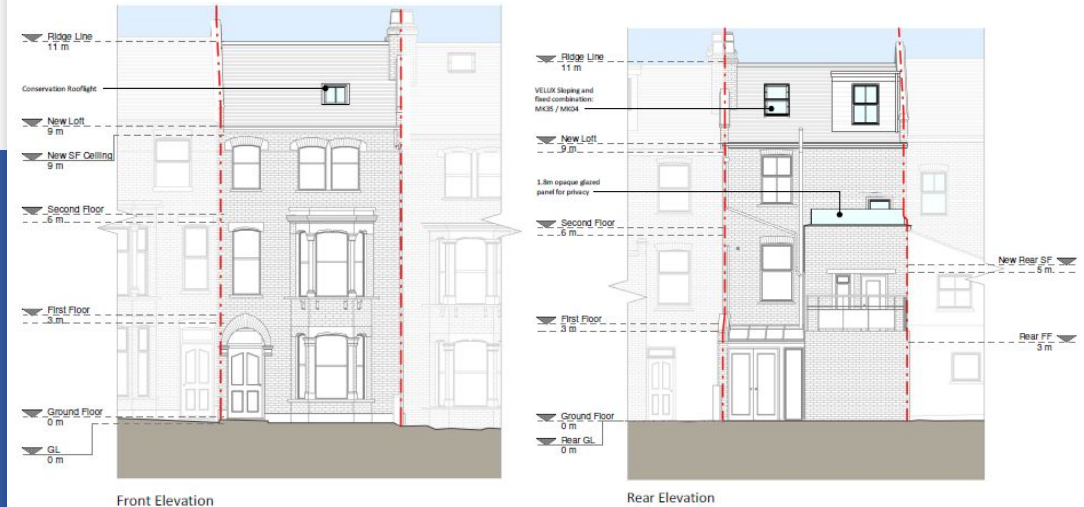 Ridge Line
11 m
Conservation Rooflight
New Loft
9 m
New SF Ceiling
9 m
Second Floor
6 m
First Floor
3 m
Ground Floor
0 m
GL
0 m
Front Elevation
Ridge Line
11 m
VELUX Sloping and
fixed combination:
MK35 / MK04
New Loft
9 m
1.8m opaque glazed
panel for privacy
Second Floor
6 m
New Rear SF
5 m
First Floor
3 m
Rear FF
3 m
Ground Floor
0 m
Rear GL
0 m
Rear Elevation